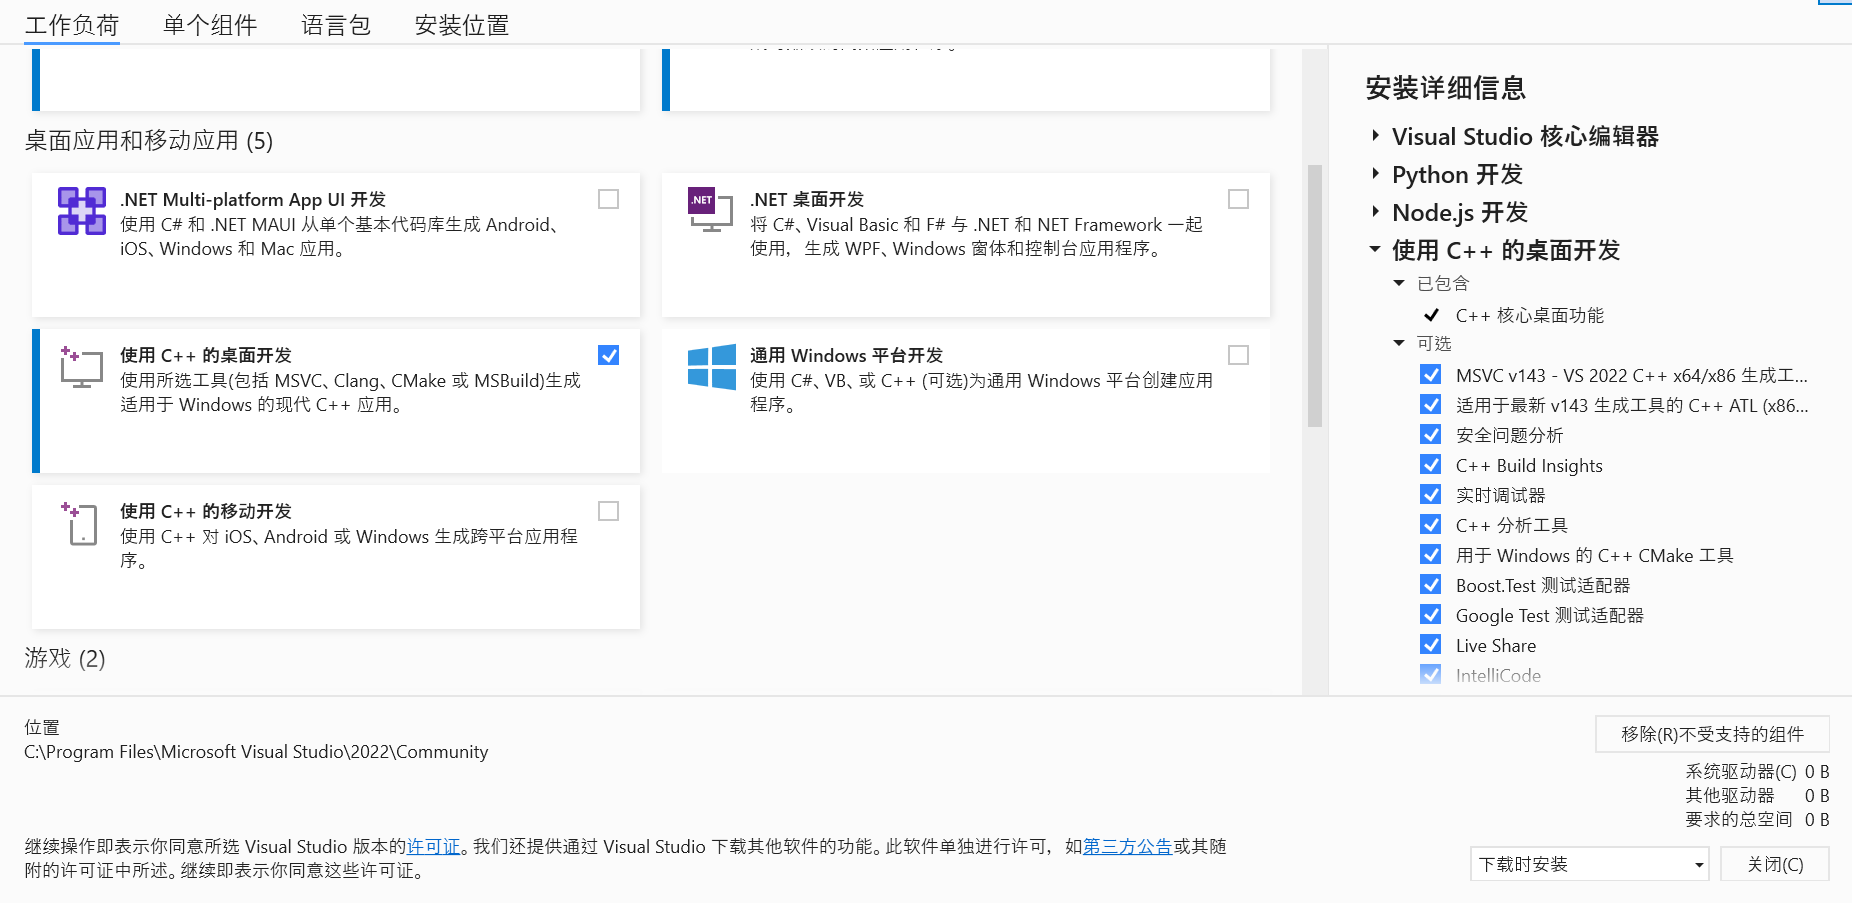 工作负荷 单个组件 语言包 安装位置
桌面应用和移动应用 (5)
.NET Multi-platform App UI 开发
使用 C# 和 .NET MAUI 从单个基本代码库生成 Android、
iOS、Windows 和 Mac 应用。
.NET
.NET 桌面开发
将 C#、Visual Basic 和 F# 与 .NET 和 NET Framework 一起
使用，生成 WPF、Windows 窗体和控制台应用程序。
使用 C++ 的桌面开发
使用所选工具(包括 MSVC、Clang、CMake 或 MSBuild)生成
适用于 Windows 的现代 C++ 应用。
通用 Windows 平台开发
使用 C#、VB、或 C++ (可选)为通用 Windows 平台创建应用
程序。
使用 C++ 的移动开发
使用 C++ 对 iOS、Android 或 Windows 生成跨平台应用程
序。
游戏 (2)
安装详细信息
Visual Studio 核心编辑器
Python 开发
Node.js 开发
使用 C++ 的桌面开发
已包含
C++ 核心桌面功能
可选
MSVC v143 - VS 2022 C++ x64/x86 生成工...
适用于最新 v143 生成工具的 C++ ATL (x86...
安全问题分析
C++ Build Insights
实时调试器
C++ 分析工具
用于 Windows 的 C++ CMake 工具
Boost.Test 测试适配器
Google Test 测试适配器
Live Share
IntelliCode
位置
C:\Program Files\Microsoft Visual Studio\2022\Community
移除(R)不受支持的组件
系统驱动器(C) 0 B
其他驱动器 0 B
要求的总空间 0 B
继续操作即表示你同意所选 Visual Studio 版本的许可证。我们还提供通过 Visual Studio 下载其他软件的功能。此软件单独进行许可，如第三方公告或其随
附的许可证中所述。继续即表示你同意这些许可证。
下载时安装 关闭(C)